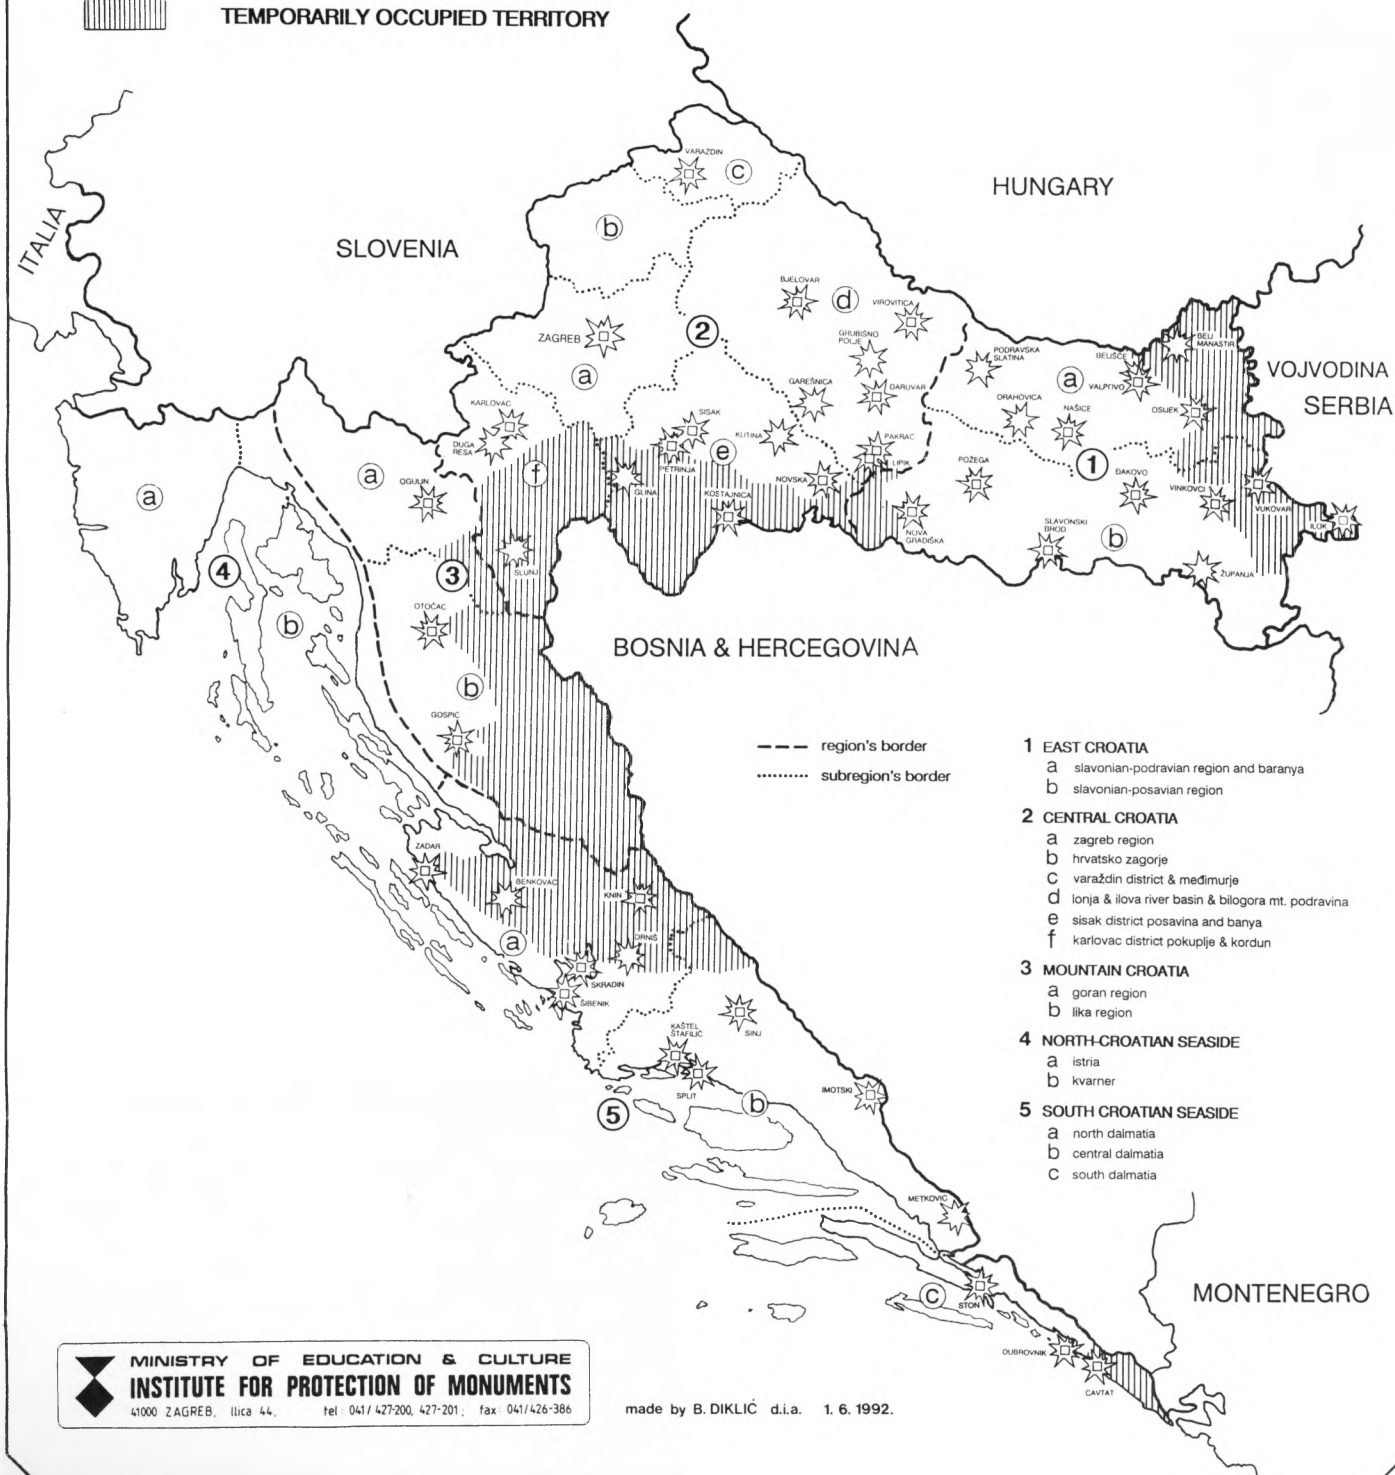 TEMPORARILY OCCUPIED TERRITORY
HUNGARY
SLOVENIA
ITALIA
VOJVODINA
SERBIA
BOSNIA & HERCEGOVINA
MONTENEGRO
VARAŽDIN
c
b
ZAGREB
2
a
BJELOVAR
d
VIROVITICA
GRUBIŠNO
POLJE
GAREŠNICA
DARUVAR
PODRAVSKA
SLATINA
a
BELIŠĆE
VALPOVO
BELI
MANASTIR
ORAHOVICA
NAŠICE
OSIJEK
KARLOVAC
DUGA
RESA
SISAK
KUTINA
e
PETRINJA
f
GLINA
KOSTAJNICA
NOVSKA
PAKRAC
LIPIK
POŽEGA
1
ĐAKOVO
VINKOVCI
VUKOVAR
ILOK
NOVA
GRADIŠKA
SLAVONSKI
BROD
b
ŽUPANJA
a
a
OGULIN
SLUNJ
4
3
b
OTOČAC
b
GOSPIĆ
ZADAR
BENKOVAC
KNIN
a
DRNIŠ
SKRADIN
ŠIBENIK
KAŠTEL
ŠTAFILIĆ
SINJ
SPLIT
IMOTSKI
5
b
METKOVIĆ
c
STON
DUBROVNIK
CAVTAT
region's border
subregion's border
1 EAST CROATIA
a slavonian-podravian region and baranya
b slavonian-posavian region
2 CENTRAL CROATIA
a zagreb region
b hrvatsko zagorje
c varaždin district & međimurje
d lonja & ilova river basin & bilogora mt. podravina
e sisak district posavina and banya
f karlovac district pokuplje & kordun
3 MOUNTAIN CROATIA
a goran region
b lika region
4 NORTH-CROATIAN SEASIDE
a istria
b kvarner
5 SOUTH CROATIAN SEASIDE
a north dalmatia
b central dalmatia
c south dalmatia
MINISTRY OF EDUCATION & CULTURE
INSTITUTE FOR PROTECTION OF MONUMENTS
41000 ZAGREB, Ilica 44, tel: 041/ 427-200, 427-201; fax: 041/426-386
made by B. DIKLIĆ d.i.a. 1. 6. 1992.